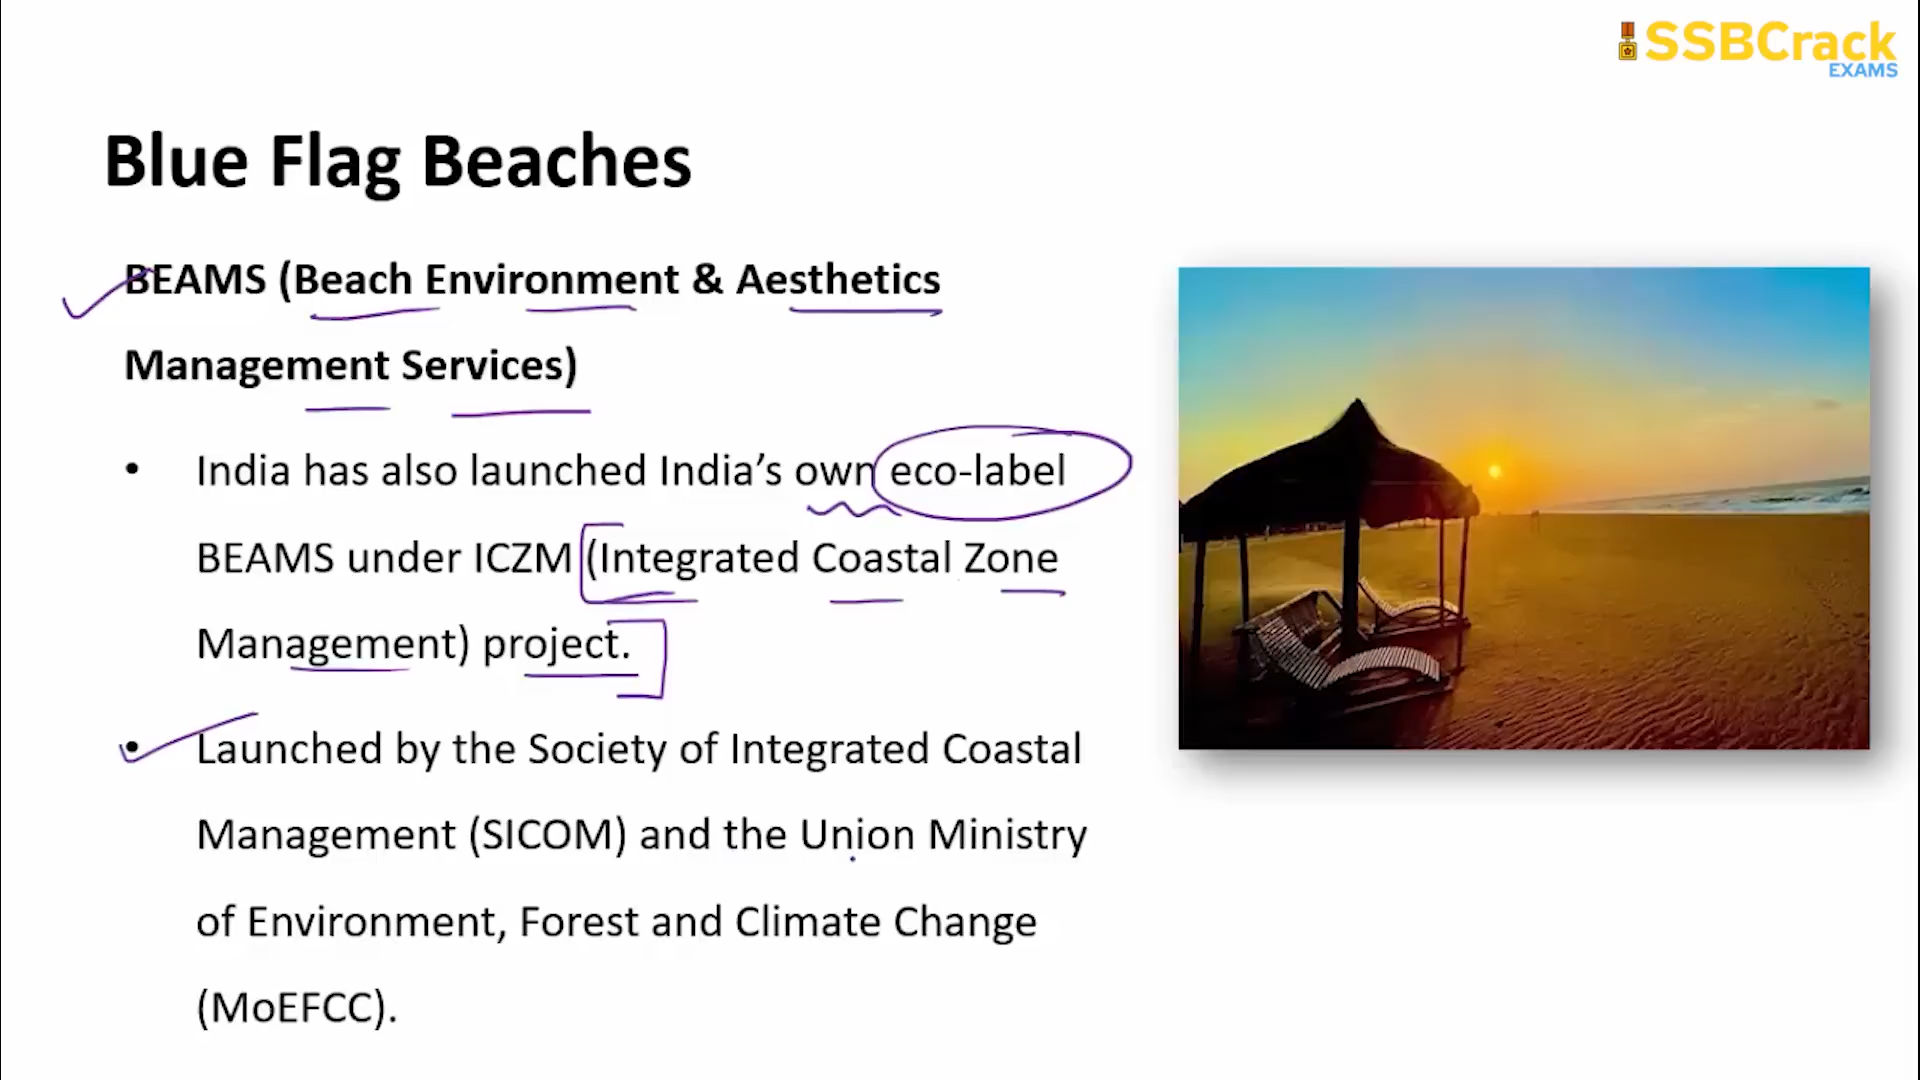 SSBCrack
EXAMS
Blue Flag Beaches
BEAMS (Beach Environment & Aesthetics
Management Services)
• India has also launched India’s own eco-label
BEAMS under ICZM (Integrated Coastal Zone
Management) project.
• Launched by the Society of Integrated Coastal
Management (SICOM) and the Union Ministry
of Environment, Forest and Climate Change
(MoEFCC).